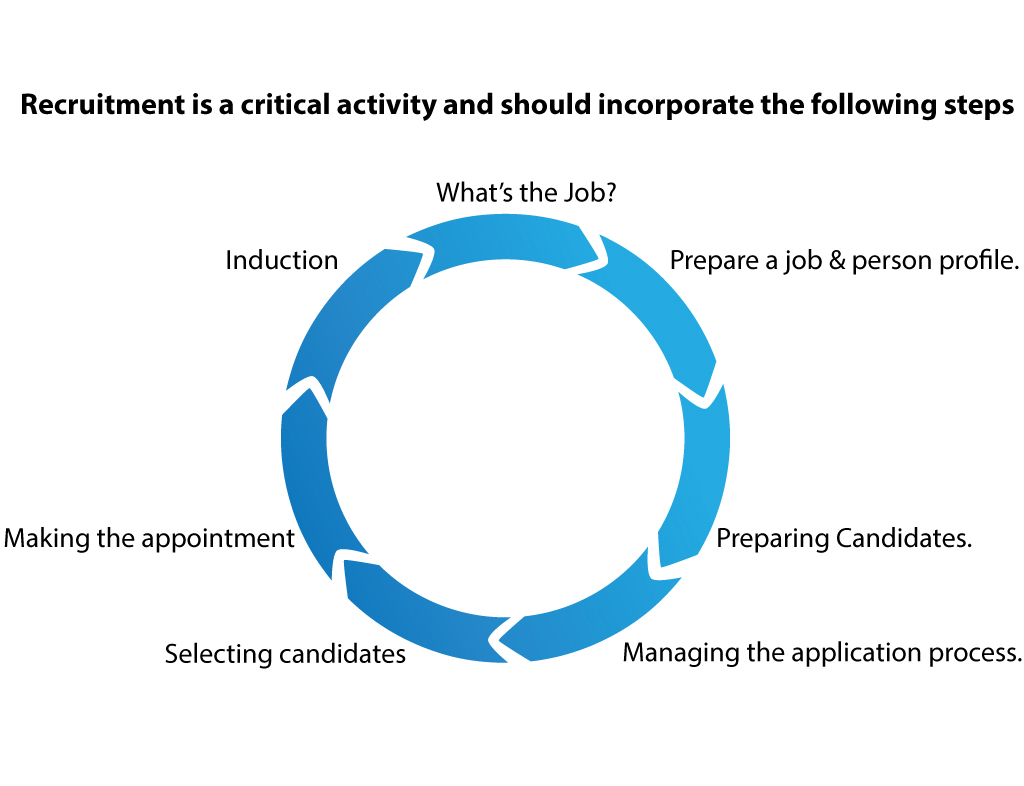 Recruitment is a critical activity and should incorporate the following steps
What’s the Job?
Prepare a job & person profile.
Preparing Candidates.
Managing the application process.
Selecting candidates
Making the appointment
Induction